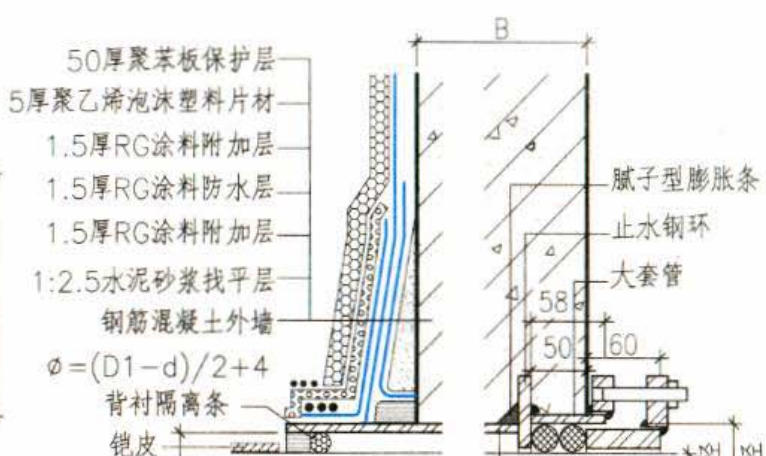 B
50厚聚苯板保护层
5厚聚乙烯泡沫塑料片材
1.5厚RG涂料附加层
1.5厚RG涂料防水层
1.5厚RG涂料附加层
1:2.5水泥砂浆找平层
钢筋混凝土外墙
ø=(D1-d)/2+4
背衬隔离条
铠皮
腻子型膨胀条
止水钢环
大套管
58
50
60